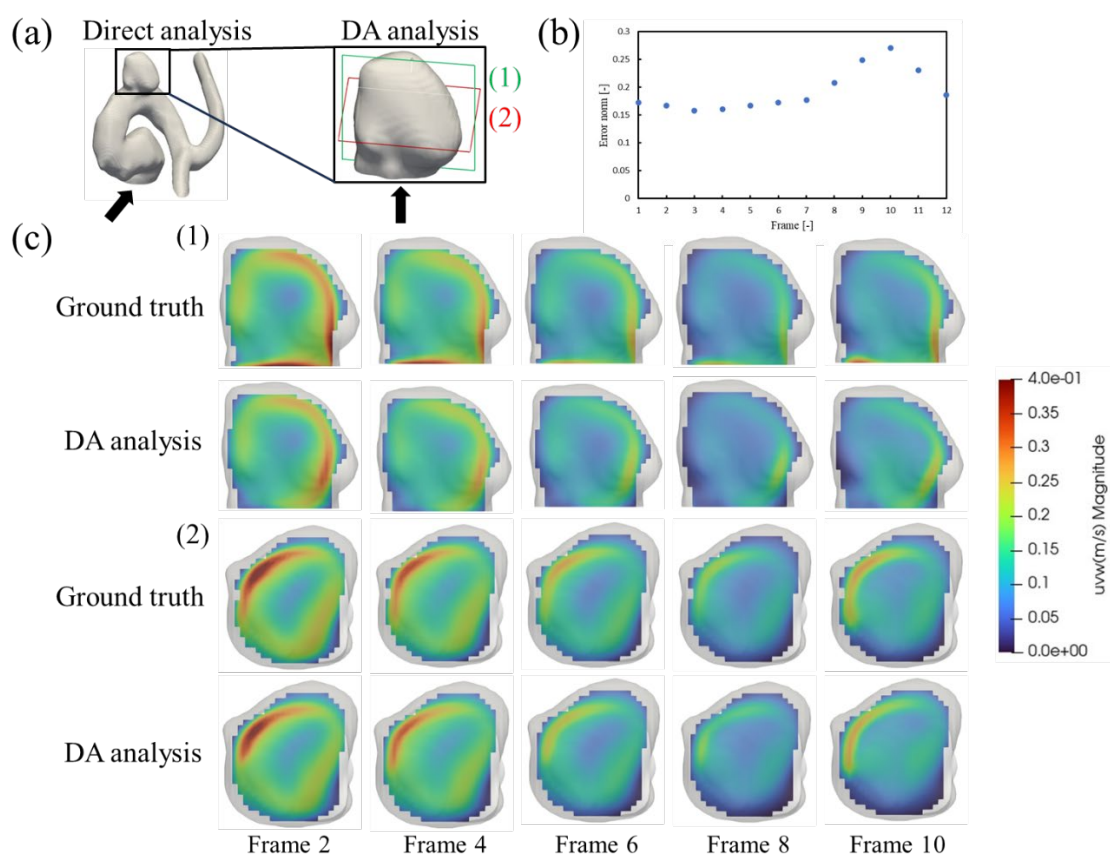 (a)
Direct analysis
DA analysis
(1)
(2)
(b)
0.3
0.25
0.2
0.15
0.1
0.05
0
Error norm [-]
1 2 3 4 5 6 7 8 9 10 11 12
Frame [-]
(c)
(1)
Ground truth
DA analysis
(2)
Ground truth
DA analysis
Frame 2 Frame 4 Frame 6 Frame 8 Frame 10
4.0e-01
0.35
0.3
0.25
0.2
0.15
0.1
0.05
0.0e+00
uvw(m/s) Magnitude